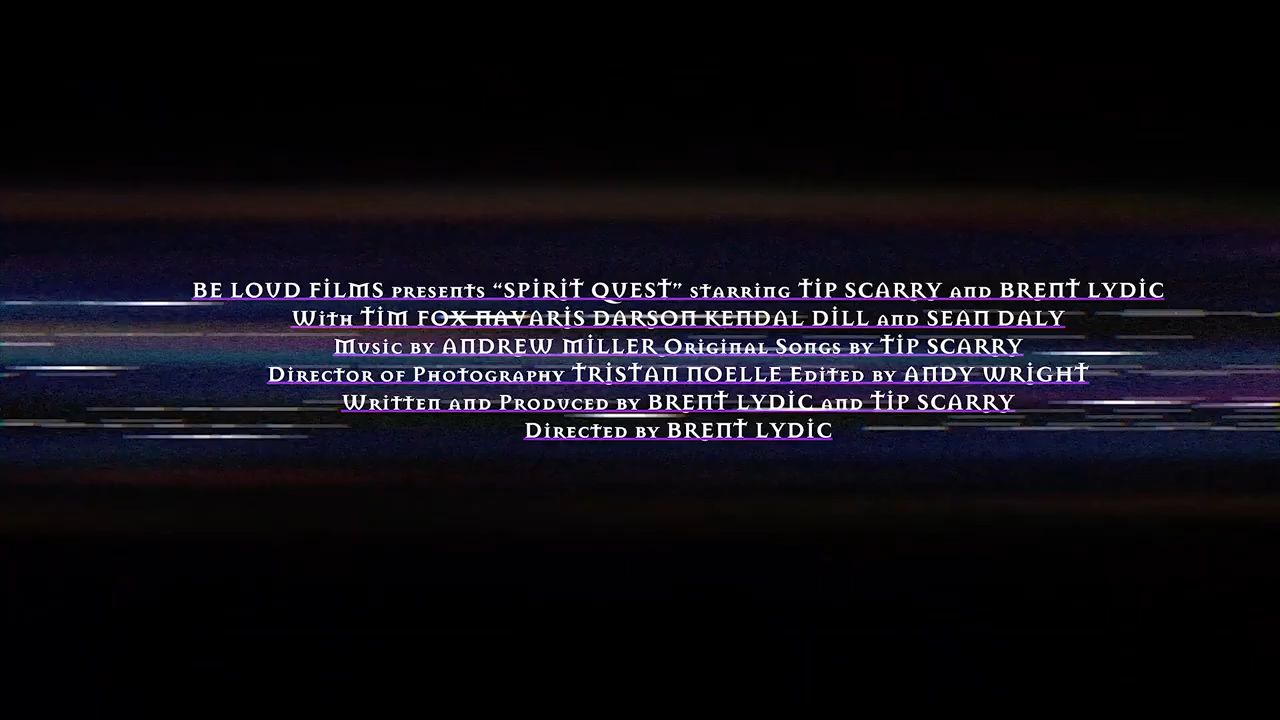 BE LOUD FILMS PRESENTS “SPIRIT QUEST” STARRING TIP SCARRY AND BRENT LYDIC
WITH TIM FOX NAVARIS DARSON KENDAL DILL AND SEAN DALY
MUSIC BY ANDREW MILLER ORIGINAL SONGS BY TIP SCARRY
DIRECTOR OF PHOTOGRAPHY TRISTAN NOELLE EDITED BY ANDY WRIGHT
WRITTEN AND PRODUCED BY BRENT LYDIC AND TIP SCARRY
DIRECTED BY BRENT LYDIC